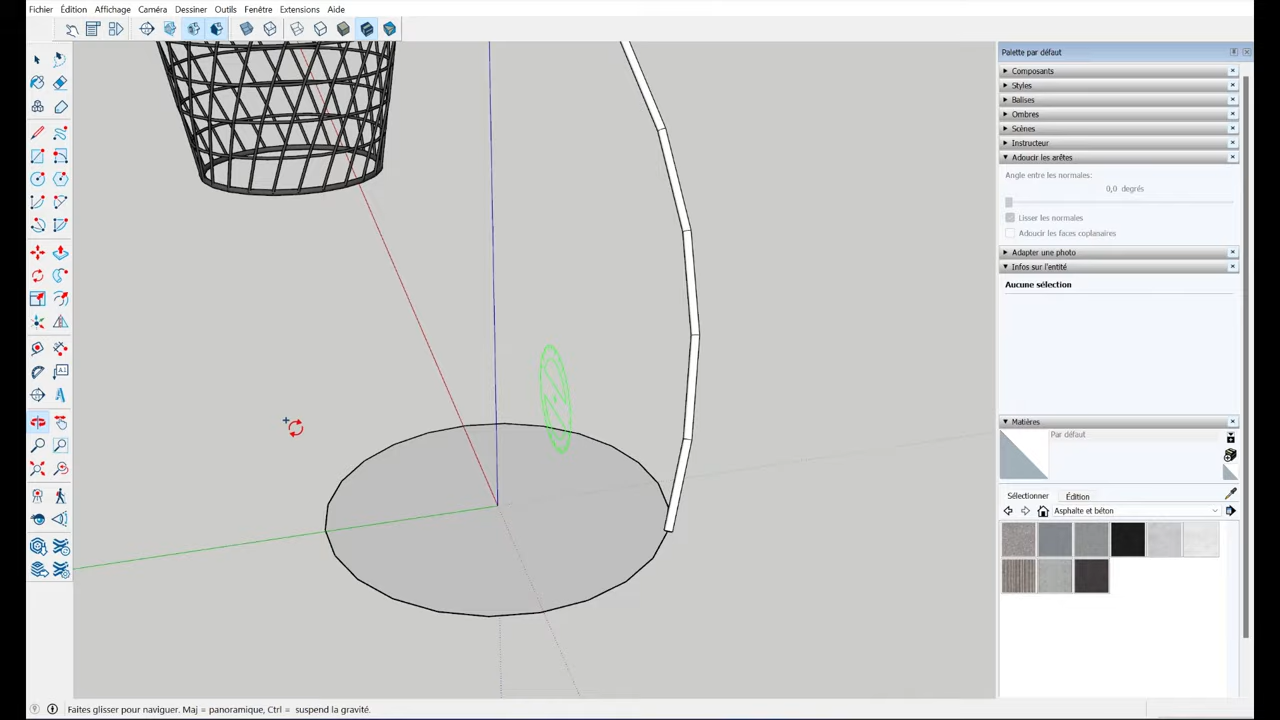 Fichier Édition Affichage Caméra Dessiner Outils Fenêtre Extensions Aide
Palette par défaut
Composants
Styles
Balises
Ombres
Scènes
Instructeur
Adoucir les arêtes
Angle entre les normales:
0,0 degrés
Lisser les normales
Adoucir les faces coplanaires
Adapter une photo
Infos sur l'entité
Aucune sélection
Matières
Par défaut
Sélectionner Édition
Asphalte et béton
Faites glisser pour naviguer. Maj = panoramique, Ctrl = suspend la gravité.